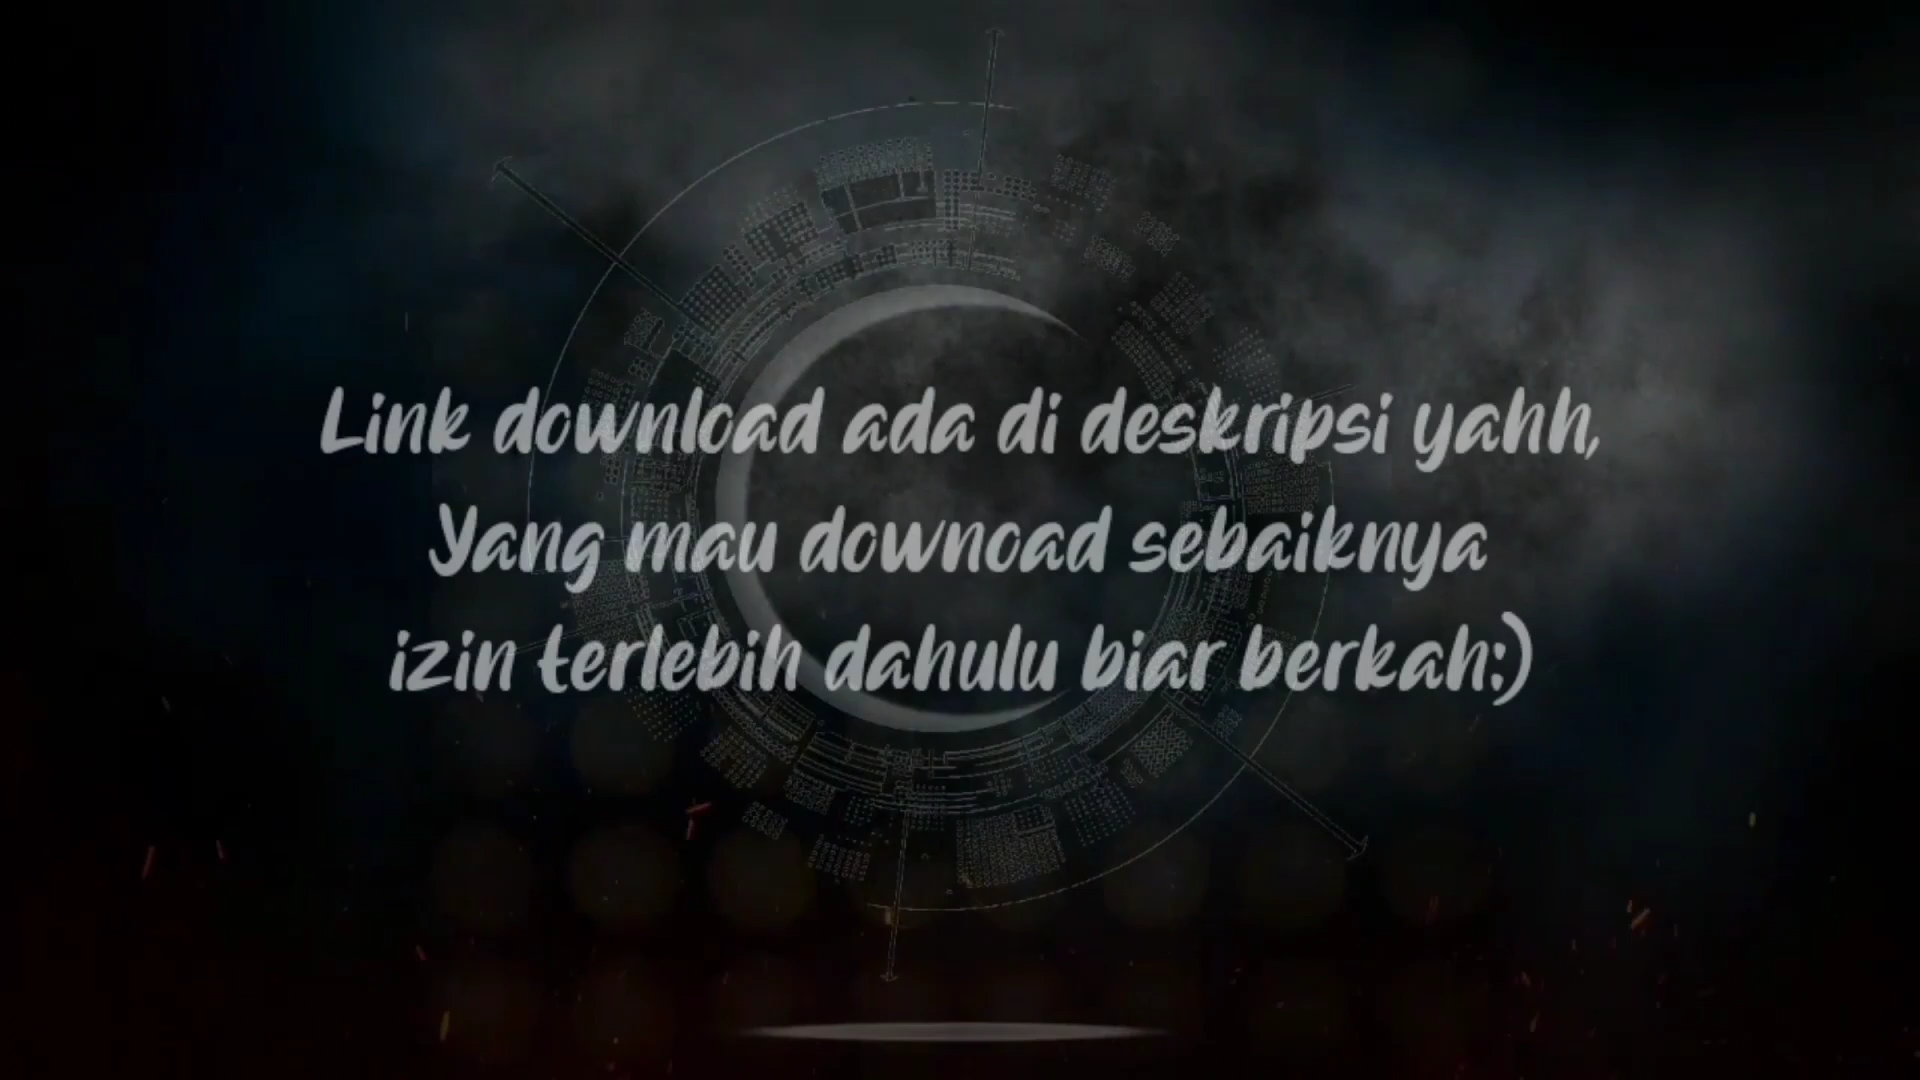 Link download ada di deskripsi yahh,
Yang mau downoad sebaiknya
izin terlebih dahulu biar berkah:)